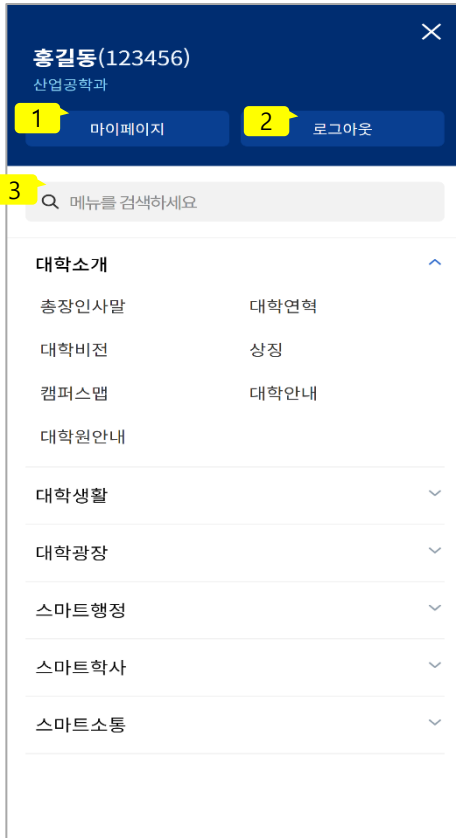 홍길동(123456)
산업공학과
1 마이페이지 2 로그아웃
3 메뉴를 검색하세요
대학소개
총장인사말 대학연혁
대학비전 상징
캠퍼스맵 대학안내
대학원안내
대학생활
대학광장
스마트행정
스마트학사
스마트소통